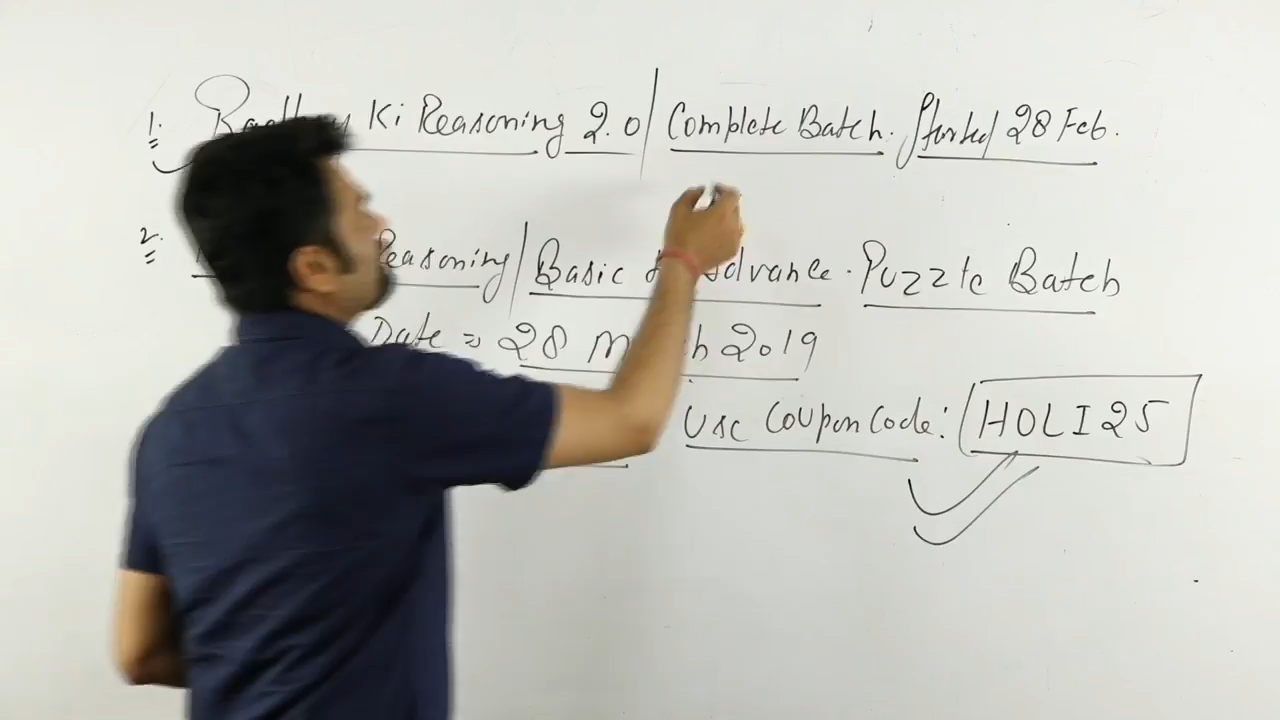 1. Ki Reasoning 2.0 | Complete Batch. Started 28 Feb.
2. Reasoning | Basic Advance. Puzzle Batch
Date = 28 2019
Use Coupon Code: HOLI25